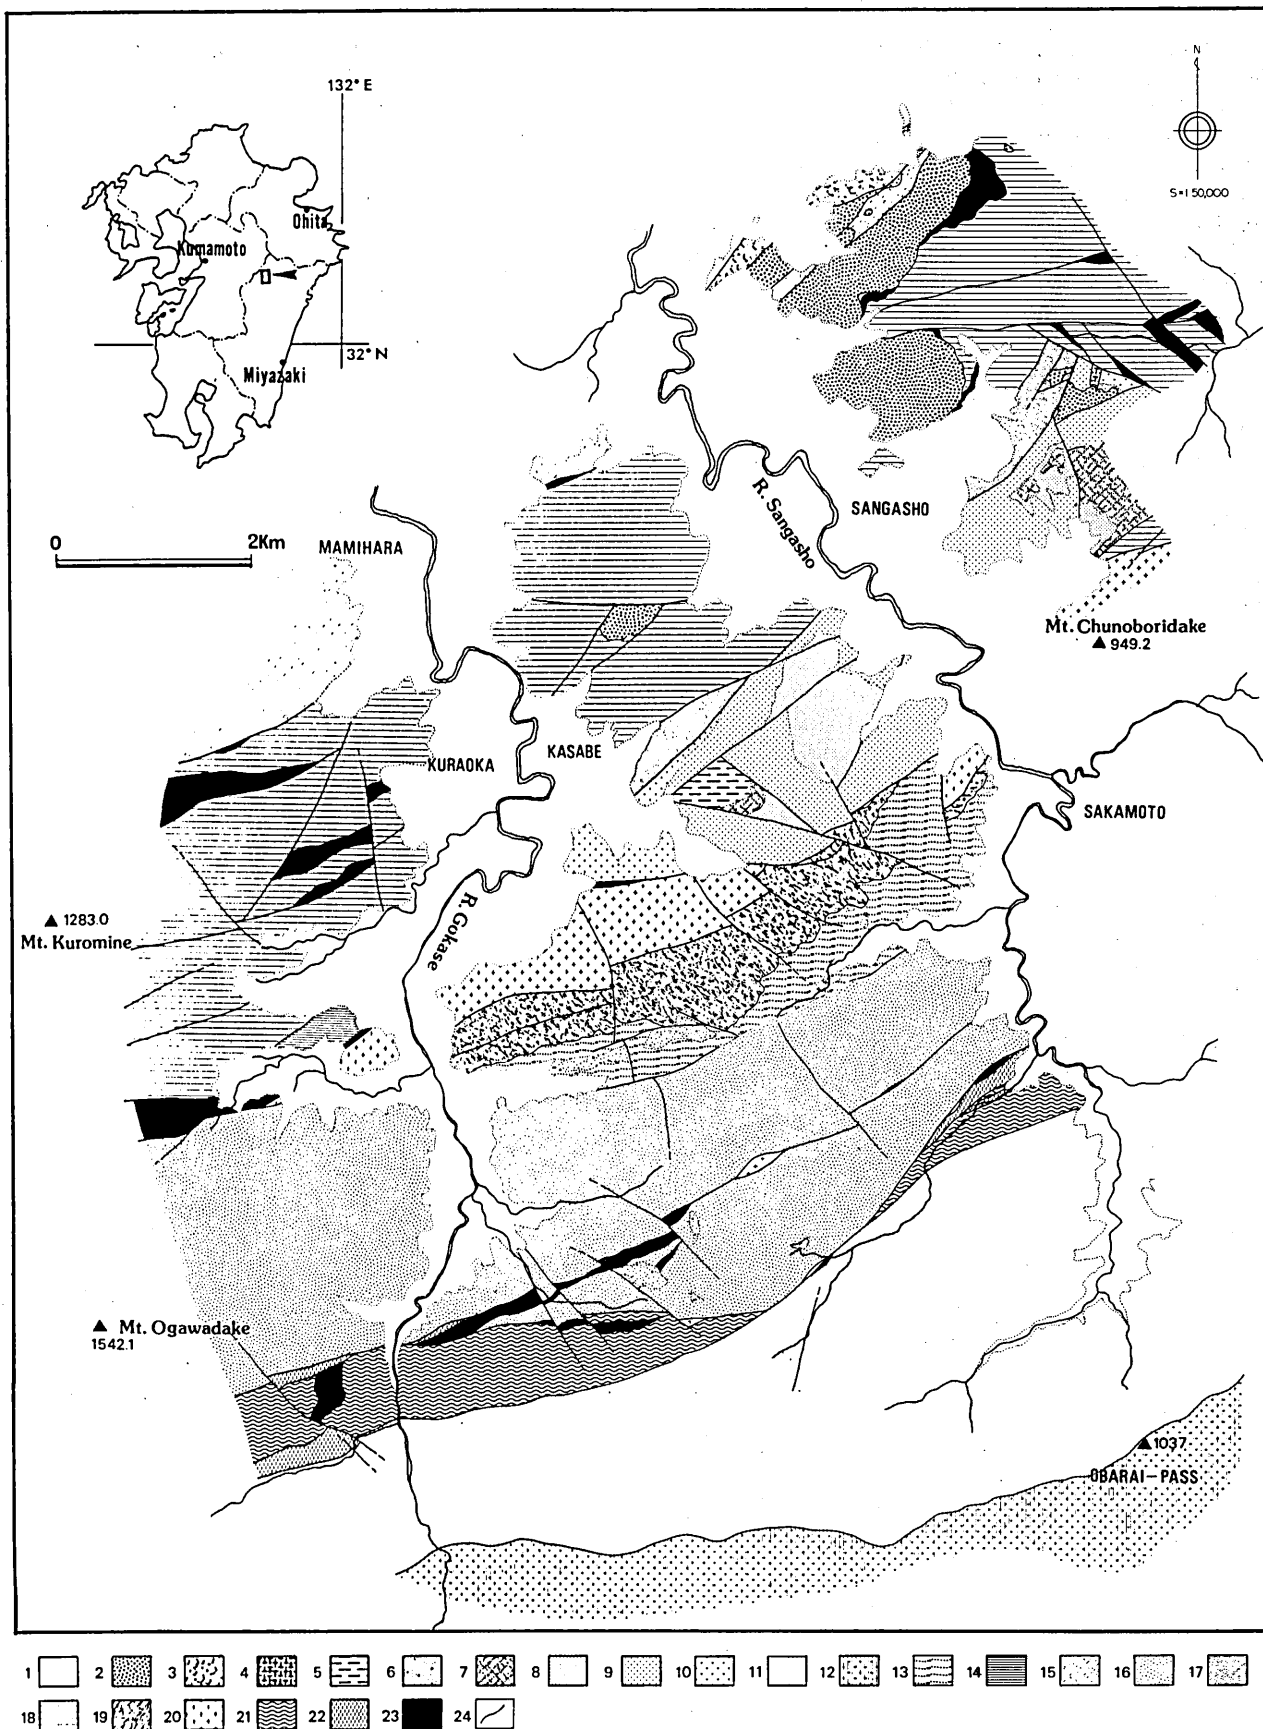 132° E
N
S=1 50,000
Ohita
Kumamoto
32° N
Miyazaki
R. Sangasho
SANGASHO
0 2Km
MAMIHARA
Mt. Chunoboridake
▲ 949.2
KASABE
KURAOKA
SAKAMOTO
▲ 1283.0
Mt. Kuromine
R. Gokase
▲ Mt. Ogawadake
1542.1
▲1037
OBARAI-PASS
1 2 3 4 5 6 7 8 9 10 11 12 13 14 15 16 17
18 19 20 21 22 23 24